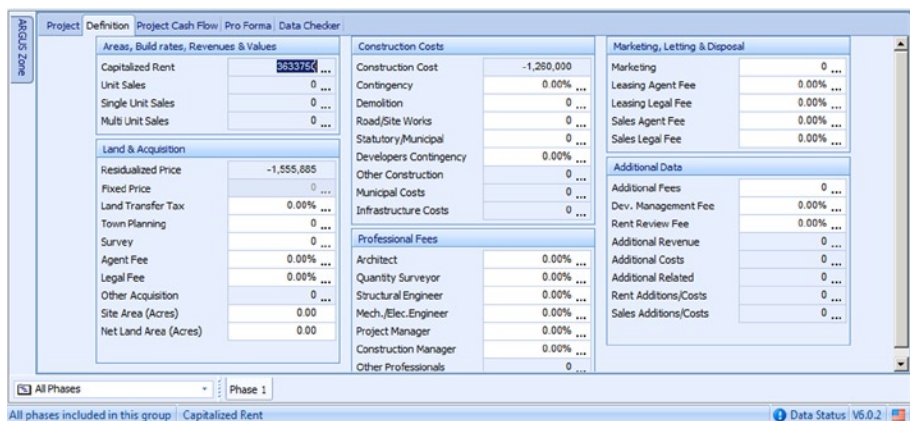 ARGUS Zone
Project Definition Project Cash Flow Pro Forma Data Checker
Areas, Build rates, Revenues & Values
Capitalized Rent 3633750 ...
Unit Sales 0 ...
Single Unit Sales 0 ...
Multi Unit Sales 0 ...
Land & Acquisition
Residualized Price -1,555,885
Fixed Price 0 ...
Land Transfer Tax 0.00% ...
Town Planning 0 ...
Survey 0 ...
Agent Fee 0.00% ...
Legal Fee 0.00% ...
Other Acquisition 0 ...
Site Area (Acres) 0.00
Net Land Area (Acres) 0.00
Construction Costs
Construction Cost -1,260,000
Contingency 0.00% ...
Demolition 0 ...
Road/Site Works 0 ...
Statutory/Municipal 0 ...
Developers Contingency 0.00% ...
Other Construction 0 ...
Municipal Costs 0 ...
Infrastructure Costs 0 ...
Professional Fees
Architect 0.00% ...
Quantity Surveyor 0.00% ...
Structural Engineer 0.00% ...
Mech./Elec.Engineer 0.00% ...
Project Manager 0.00% ...
Construction Manager 0.00% ...
Other Professionals 0 ...
Marketing, Letting & Disposal
Marketing 0 ...
Leasing Agent Fee 0.00% ...
Leasing Legal Fee 0.00% ...
Sales Agent Fee 0.00% ...
Sales Legal Fee 0.00% ...
Additional Data
Additional Fees 0 ...
Dev. Management Fee 0.00% ...
Rent Review Fee 0.00% ...
Additional Revenue 0 ...
Additional Costs 0 ...
Additional Related 0 ...
Rent Additions/Costs 0 ...
Sales Additions/Costs 0 ...
All Phases Phase 1
All phases included in this group Capitalized Rent Data Status V6.0.2